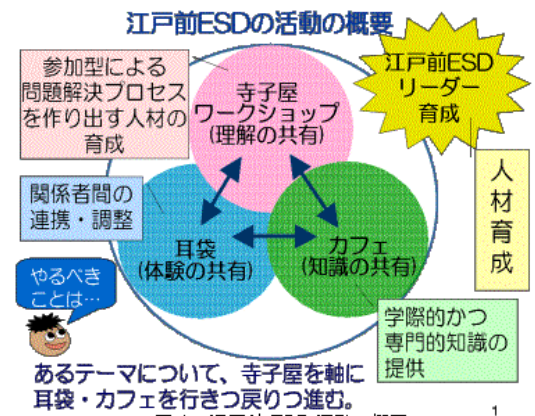 江戸前ESDの活動の概要
参加型による
問題解決プロセス
を作り出す人材の
育成
寺子屋
ワークショップ
(理解の共有)
江戸前ESD
リーダー
育成
人材育成
関係者間の
連携・調整
耳袋
(体験の共有)
カフェ
(知識の共有)
やるべき
ことは…
学際的かつ
専門的知識の
提供
あるテーマについて、寺子屋を軸に
耳袋・カフェを行きつ戻りつ進む。
1